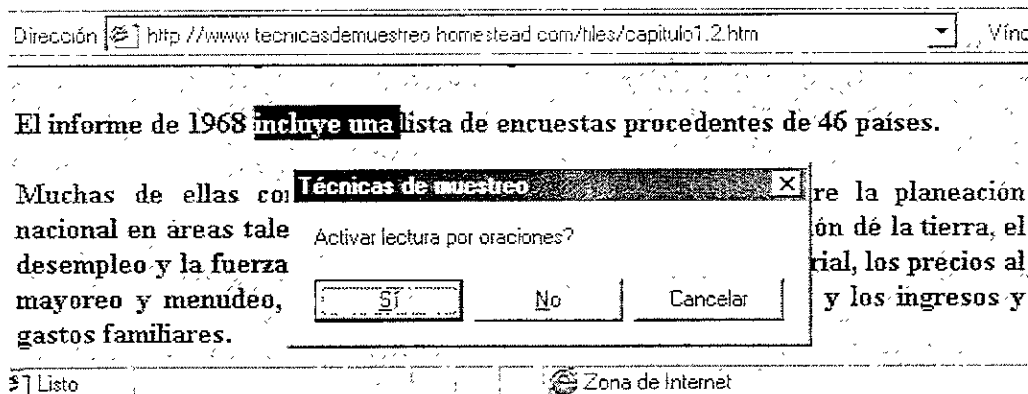 Dirección http://www.tecnicasdemuestreo.homestead.com/files/capitulo1.2.htm Vínc
El informe de 1968 incluye una lista de encuestas procedentes de 46 países.
Muchas de ellas co re la planeación
nacional en áreas tale ón de la tierra, el
desempleo y la fuerza rial, los precios al
mayoreo y menudeo, y los ingresos y
gastos familiares.
Técnicas de muestreo
Activar lectura por oraciones?
Sí No Cancelar
Listo Zona de Internet